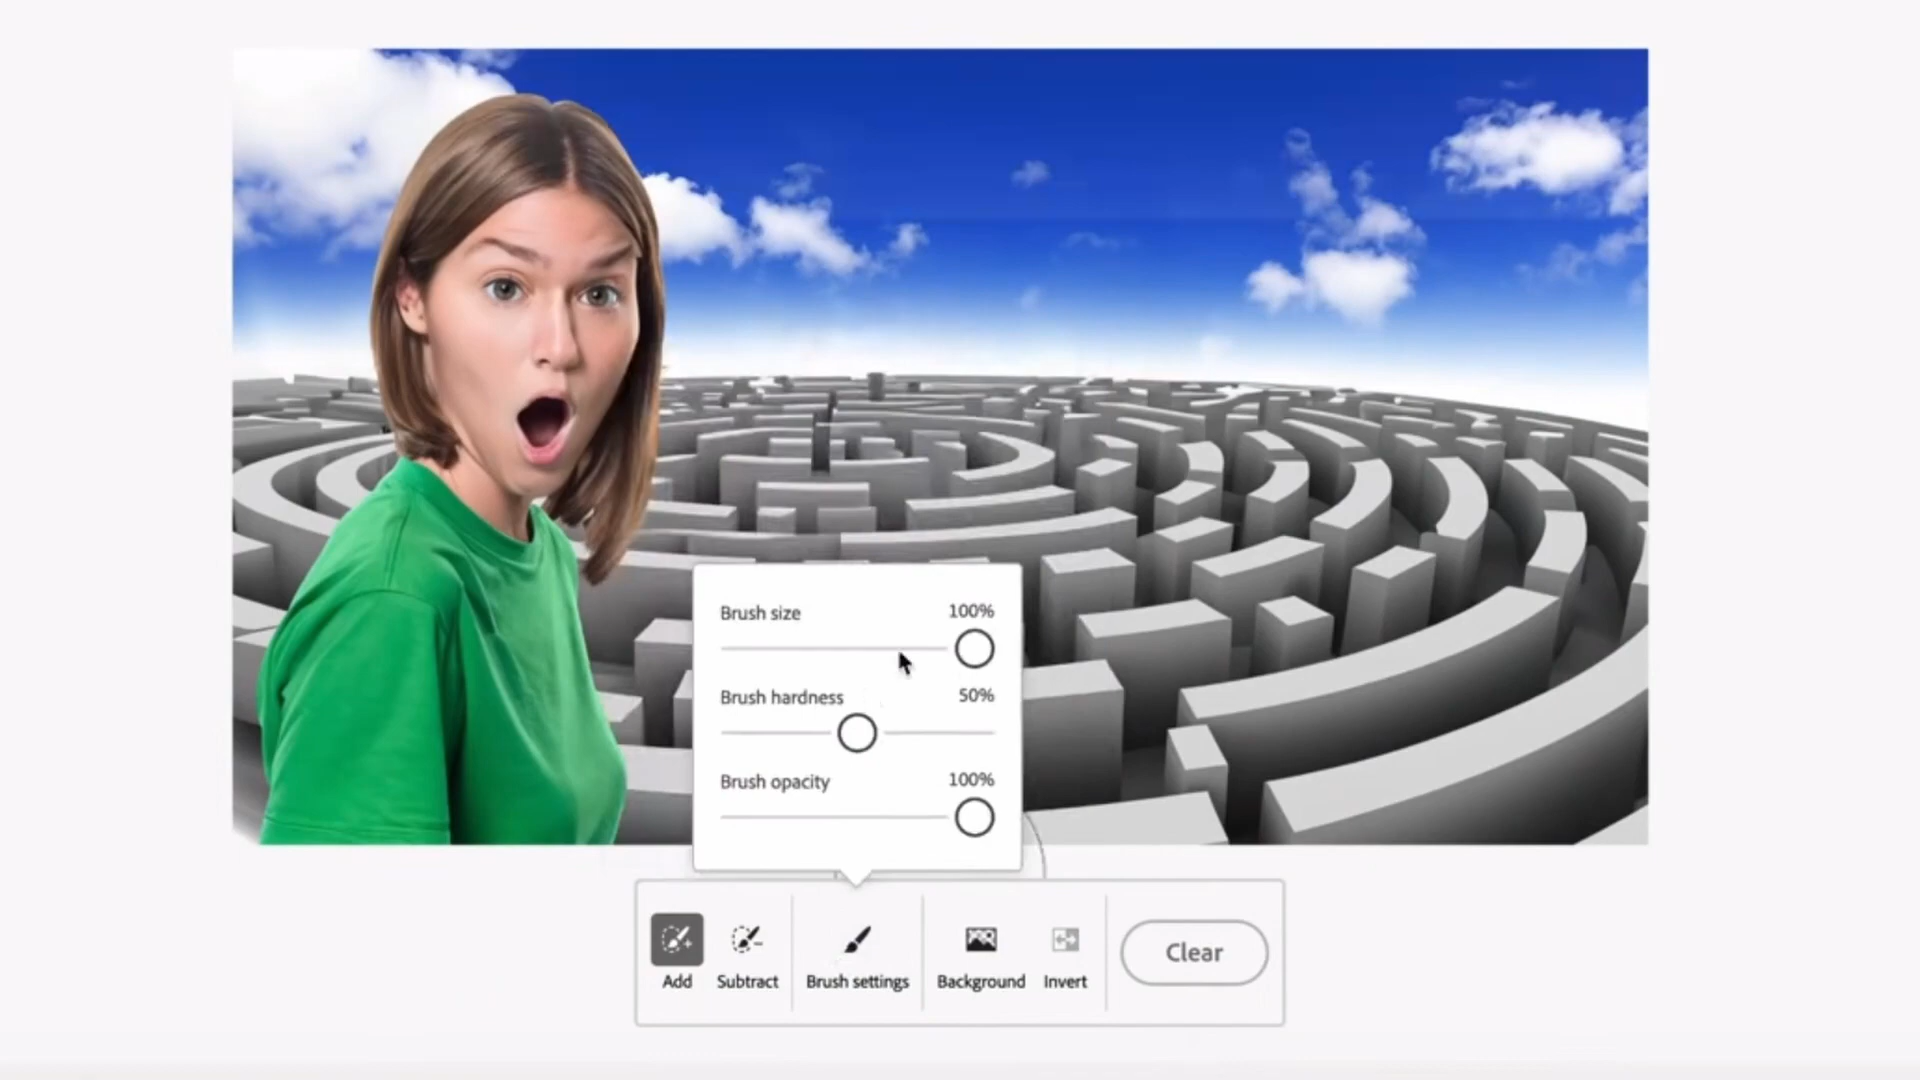 Brush size 100%
Brush hardness 50%
Brush opacity 100%
Add Subtract Brush settings Background Invert Clear